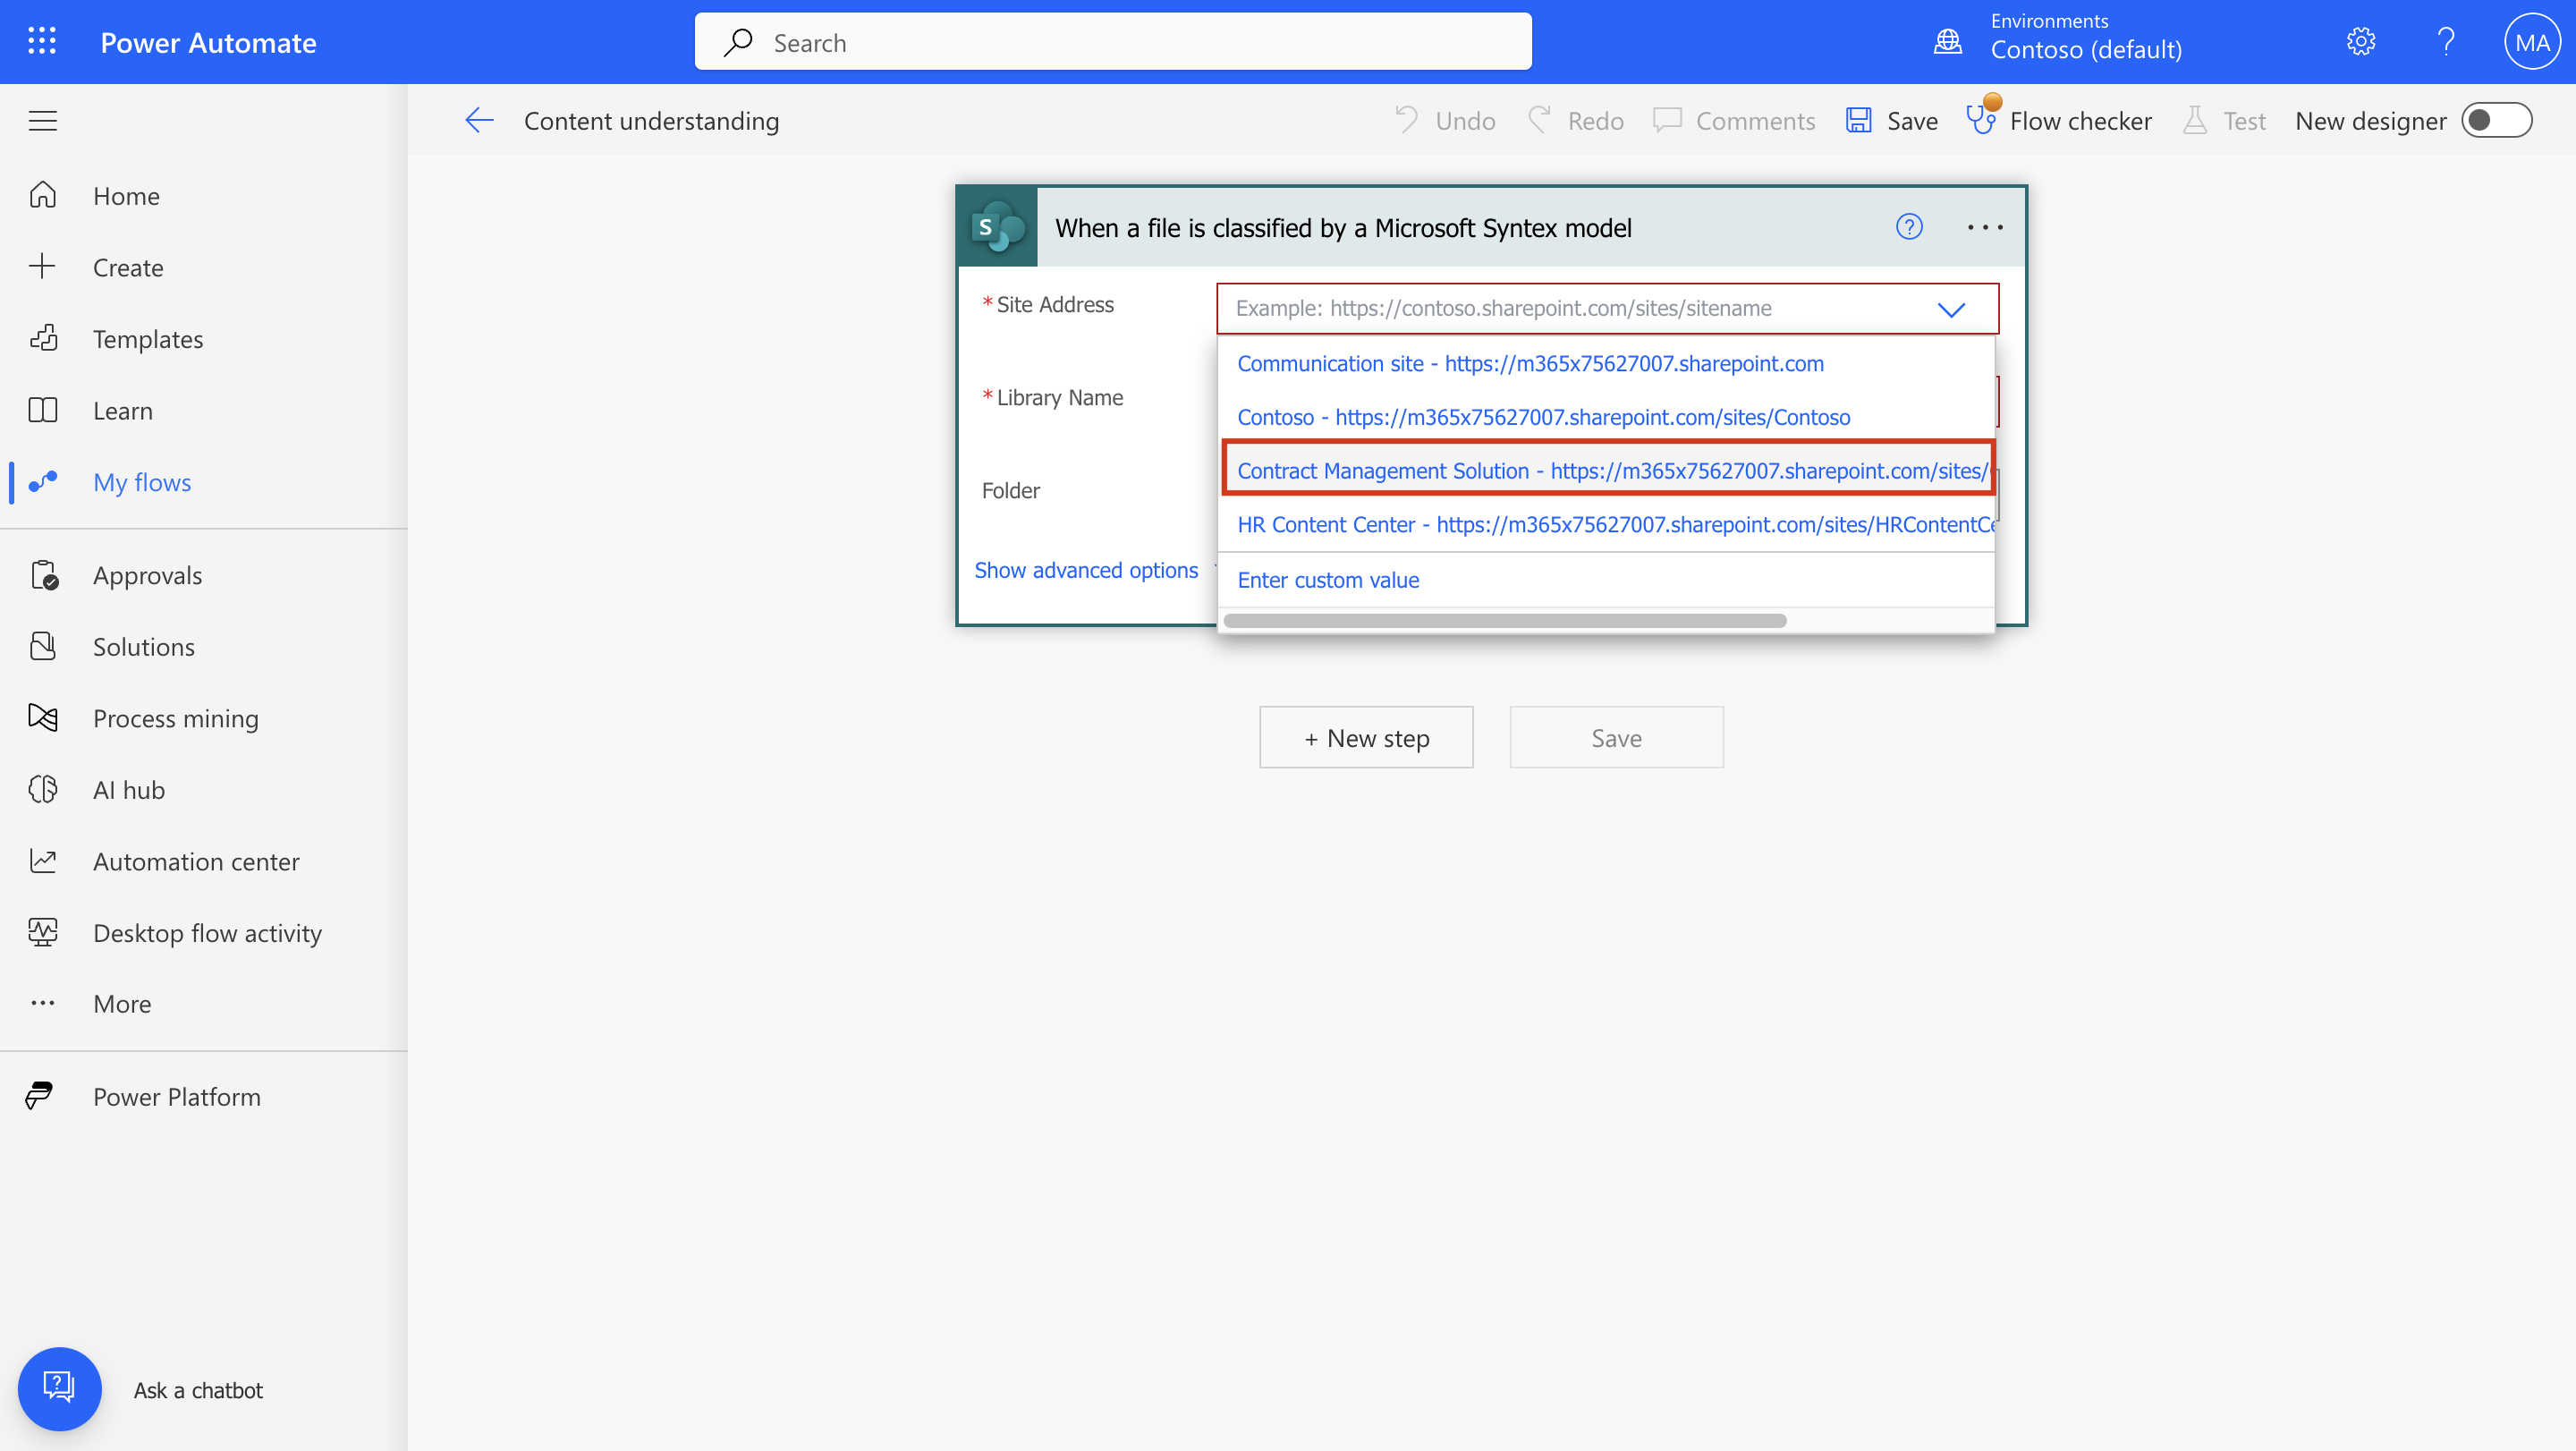 Power Automate
Search
Environments
Contoso (default)
?
MA
Content understanding
Undo
Redo
Comments
Save
Flow checker
Test
New designer
Home
Create
Templates
Learn
My flows
Approvals
Solutions
Process mining
AI hub
Automation center
Desktop flow activity
More
Power Platform
Ask a chatbot
S
When a file is classified by a Microsoft Syntex model
?
...
* Site Address
Example: https://contoso.sharepoint.com/sites/sitename
Communication site - https://m365x75627007.sharepoint.com
* Library Name
Contoso - https://m365x75627007.sharepoint.com/sites/Contoso
Contract Management Solution - https://m365x75627007.sharepoint.com/sites/
Folder
HR Content Center - https://m365x75627007.sharepoint.com/sites/HRContentCe
Show advanced options
Enter custom value
+ New step
Save